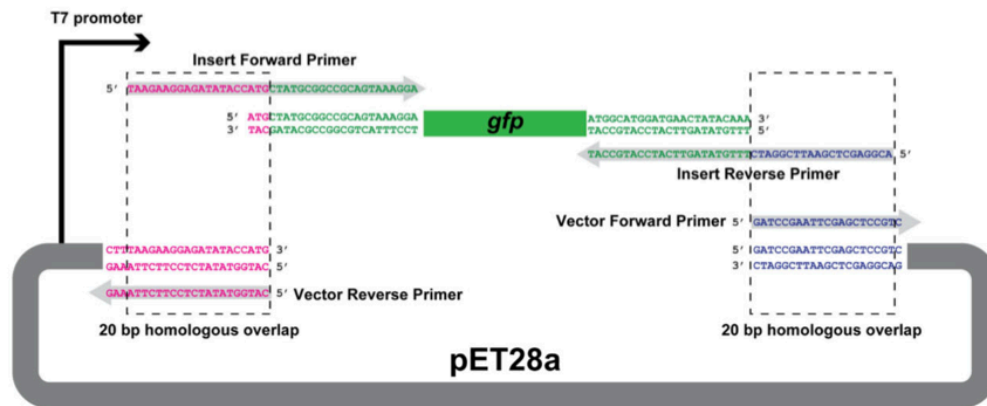 T7 promoter
Insert Forward Primer
5’ TAAGAAGGAGATATACCATGCTATGCGGCCGCAGTAAAGGA
5’ ATGCTATGCGGCCGCAGTAAAGGA
3’ TACGATACGCCGGCGTCATTTCCT
gfp
ATGGCATGGATGAACTATACAAA 3’
TACCGTACCTACTTGATATGTTT 5’
TACCGTACCTACTTGATATGTTTCTAGGCTTAAGCTCGAGGCA 5’
Insert Reverse Primer
Vector Forward Primer 5’ GATCCGAATTCGAGCTCCGTC
CTTTAAGAAGGAGATATACCATG 3’
GAAATTCTTCCTCTATATGGTAC 5’
5’ GATCCGAATTCGAGCTCCGTC
3’ CTAGGCTTAAGCTCGAGGCAG
GAAATTCTTCCTCTATATGGTAC 5’ Vector Reverse Primer
20 bp homologous overlap
20 bp homologous overlap
pET28a